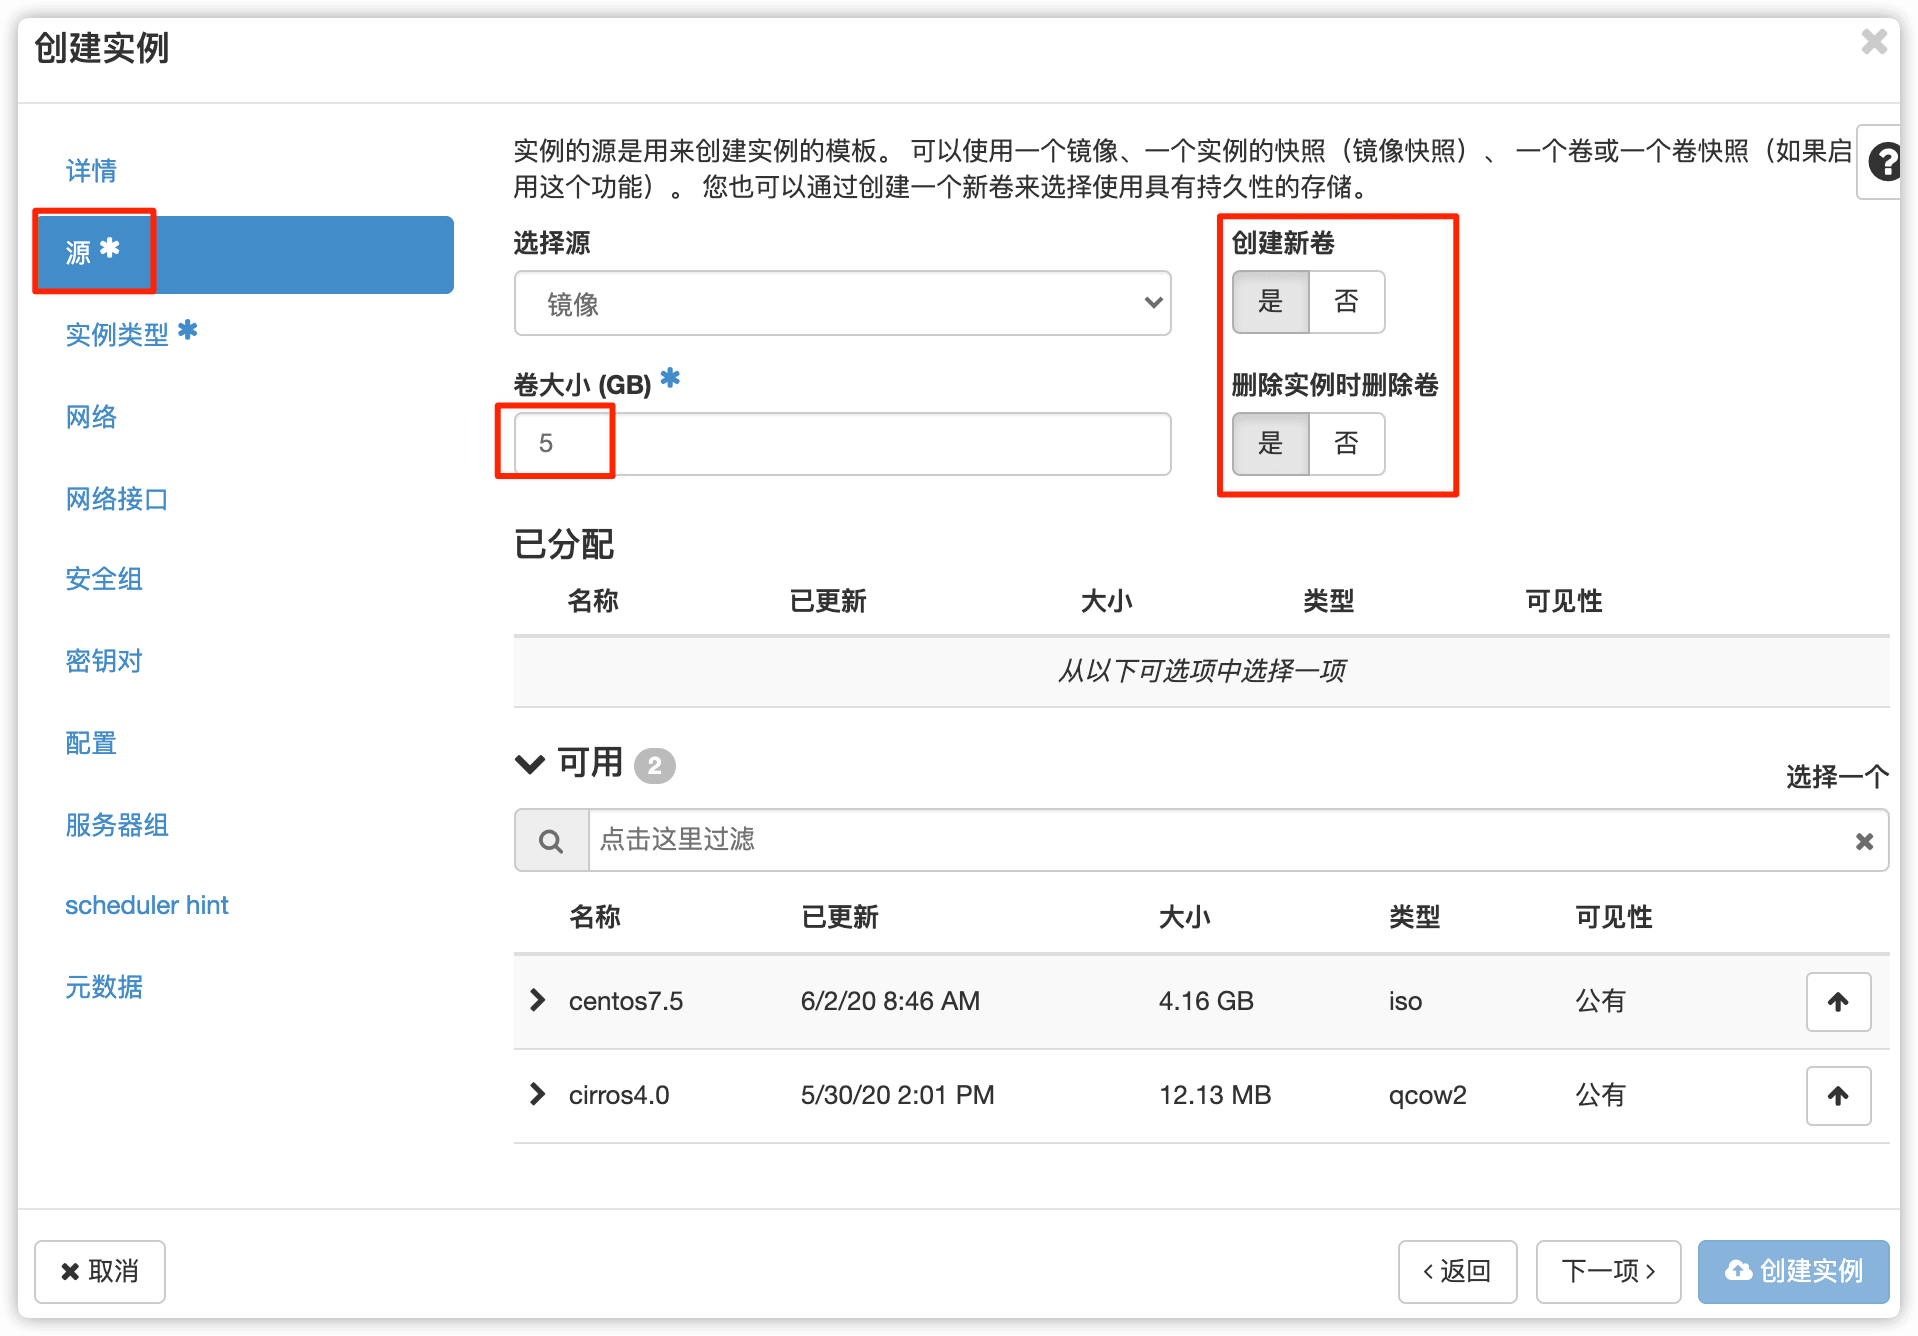 创建实例
详情
源
实例类型
网络
网络接口
安全组
密钥对
配置
服务器组
scheduler hint
元数据
实例的源是用来创建实例的模板。 可以使用一个镜像、一个实例的快照（镜像快照）、 一个卷或一个卷快照（如果启
用这个功能）。 您也可以通过创建一个新卷来选择使用具有持久性的存储。
选择源
镜像
创建新卷
是 否
卷大小 (GB)
5
删除实例时删除卷
是 否
已分配
名称 已更新 大小 类型 可见性
从以下可选项中选择一项
可用 2
选择一个
点击这里过滤
名称 已更新 大小 类型 可见性
centos7.5 6/2/20 8:46 AM 4.16 GB iso 公有
cirros4.0 5/30/20 2:01 PM 12.13 MB qcow2 公有
取消
返回
下一项
创建实例